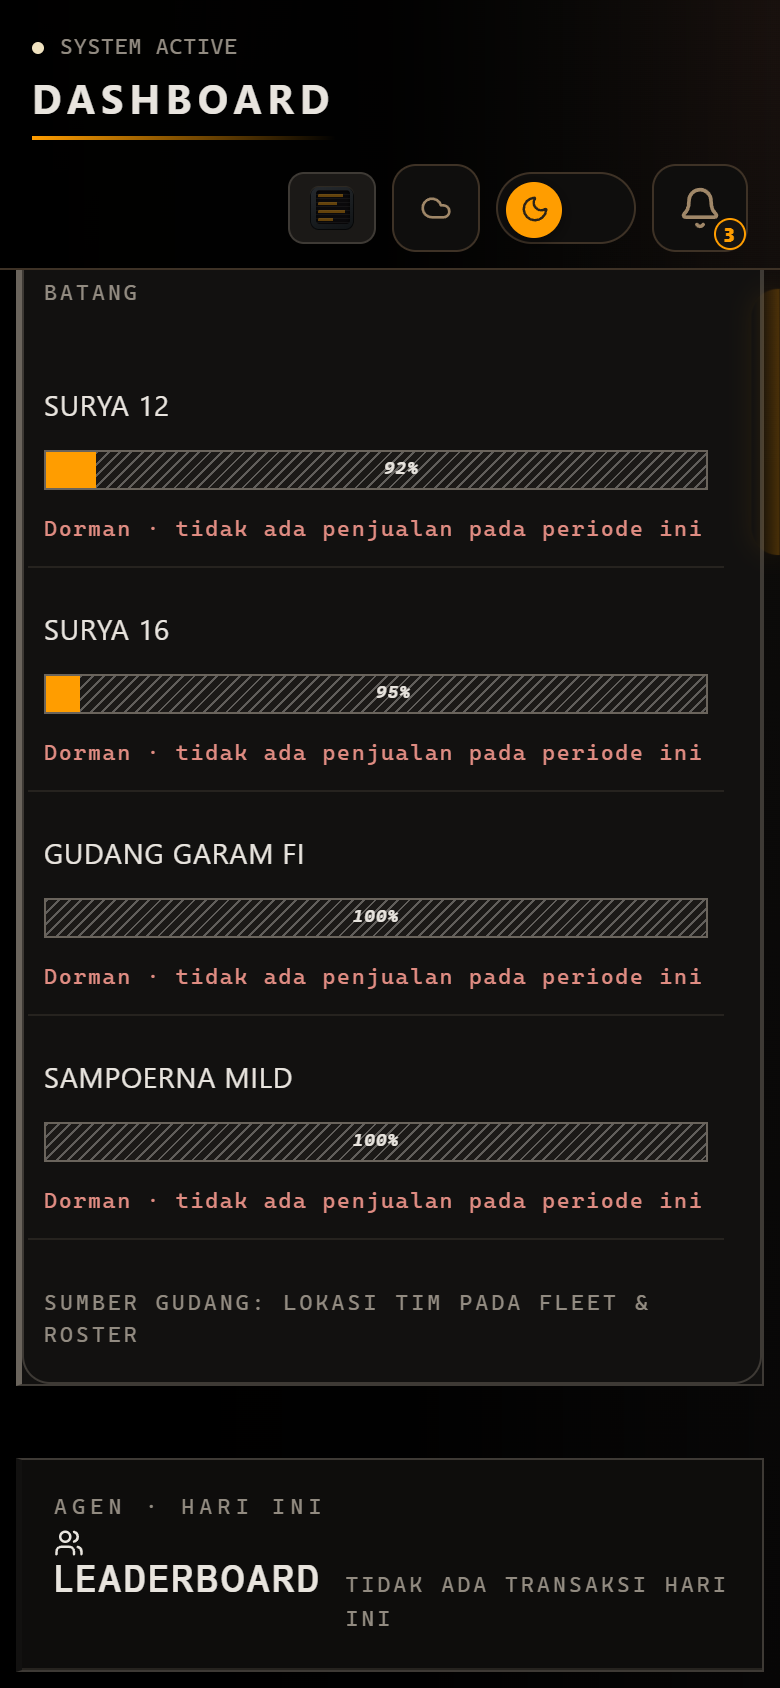 SYSTEM ACTIVE
DASHBOARD
3
BATANG
SURYA 12
92%
Dorman · tidak ada penjualan pada periode ini
SURYA 16
95%
Dorman · tidak ada penjualan pada periode ini
GUDANG GARAM FI
100%
Dorman · tidak ada penjualan pada periode ini
SAMPOERNA MILD
100%
Dorman · tidak ada penjualan pada periode ini
SUMBER GUDANG: LOKASI TIM PADA FLEET &
ROSTER
AGEN · HARI INI
LEADERBOARD
TIDAK ADA TRANSAKSI HARI
INI